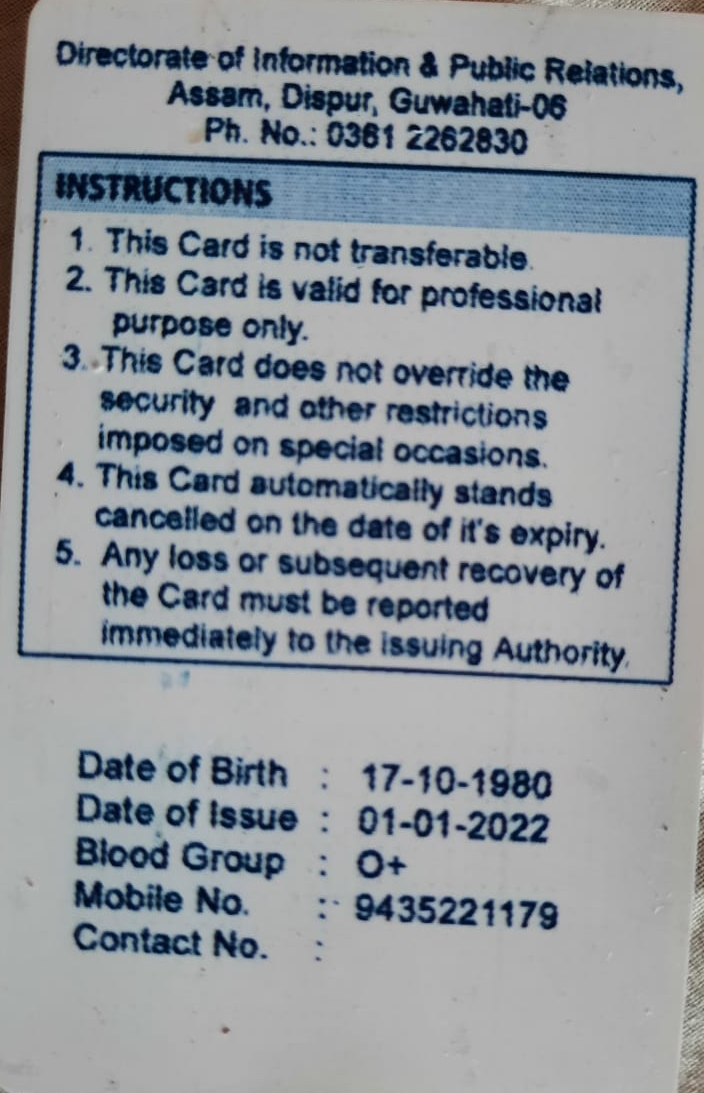 Directorate of Information & Public Relations,
Assam, Dispur, Guwahati-06
Ph. No.: 0361 2262830
INSTRUCTIONS
1. This Card is not transferable.
2. This Card is valid for professional
purpose only.
3. This Card does not override the
security and other restrictions
imposed on special occasions.
4. This Card automatically stands
cancelled on the date of it's expiry.
5. Any loss or subsequent recovery of
the Card must be reported
immediately to the issuing Authority.
Date of Birth : 17-10-1980
Date of Issue : 01-01-2022
Blood Group : O+
Mobile No. : 9435221179
Contact No. :